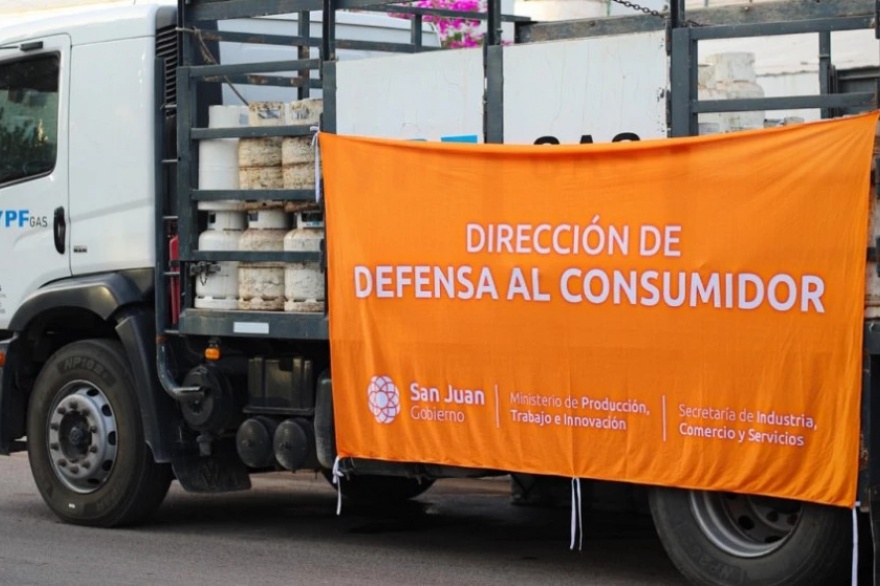 YPF GAS
GAS
DIRECCIÓN DE
DEFENSA AL CONSUMIDOR
San Juan
Gobierno
Ministerio de Producción,
Trabajo e Innovación
Secretaría de Industria,
Comercio y Servicios